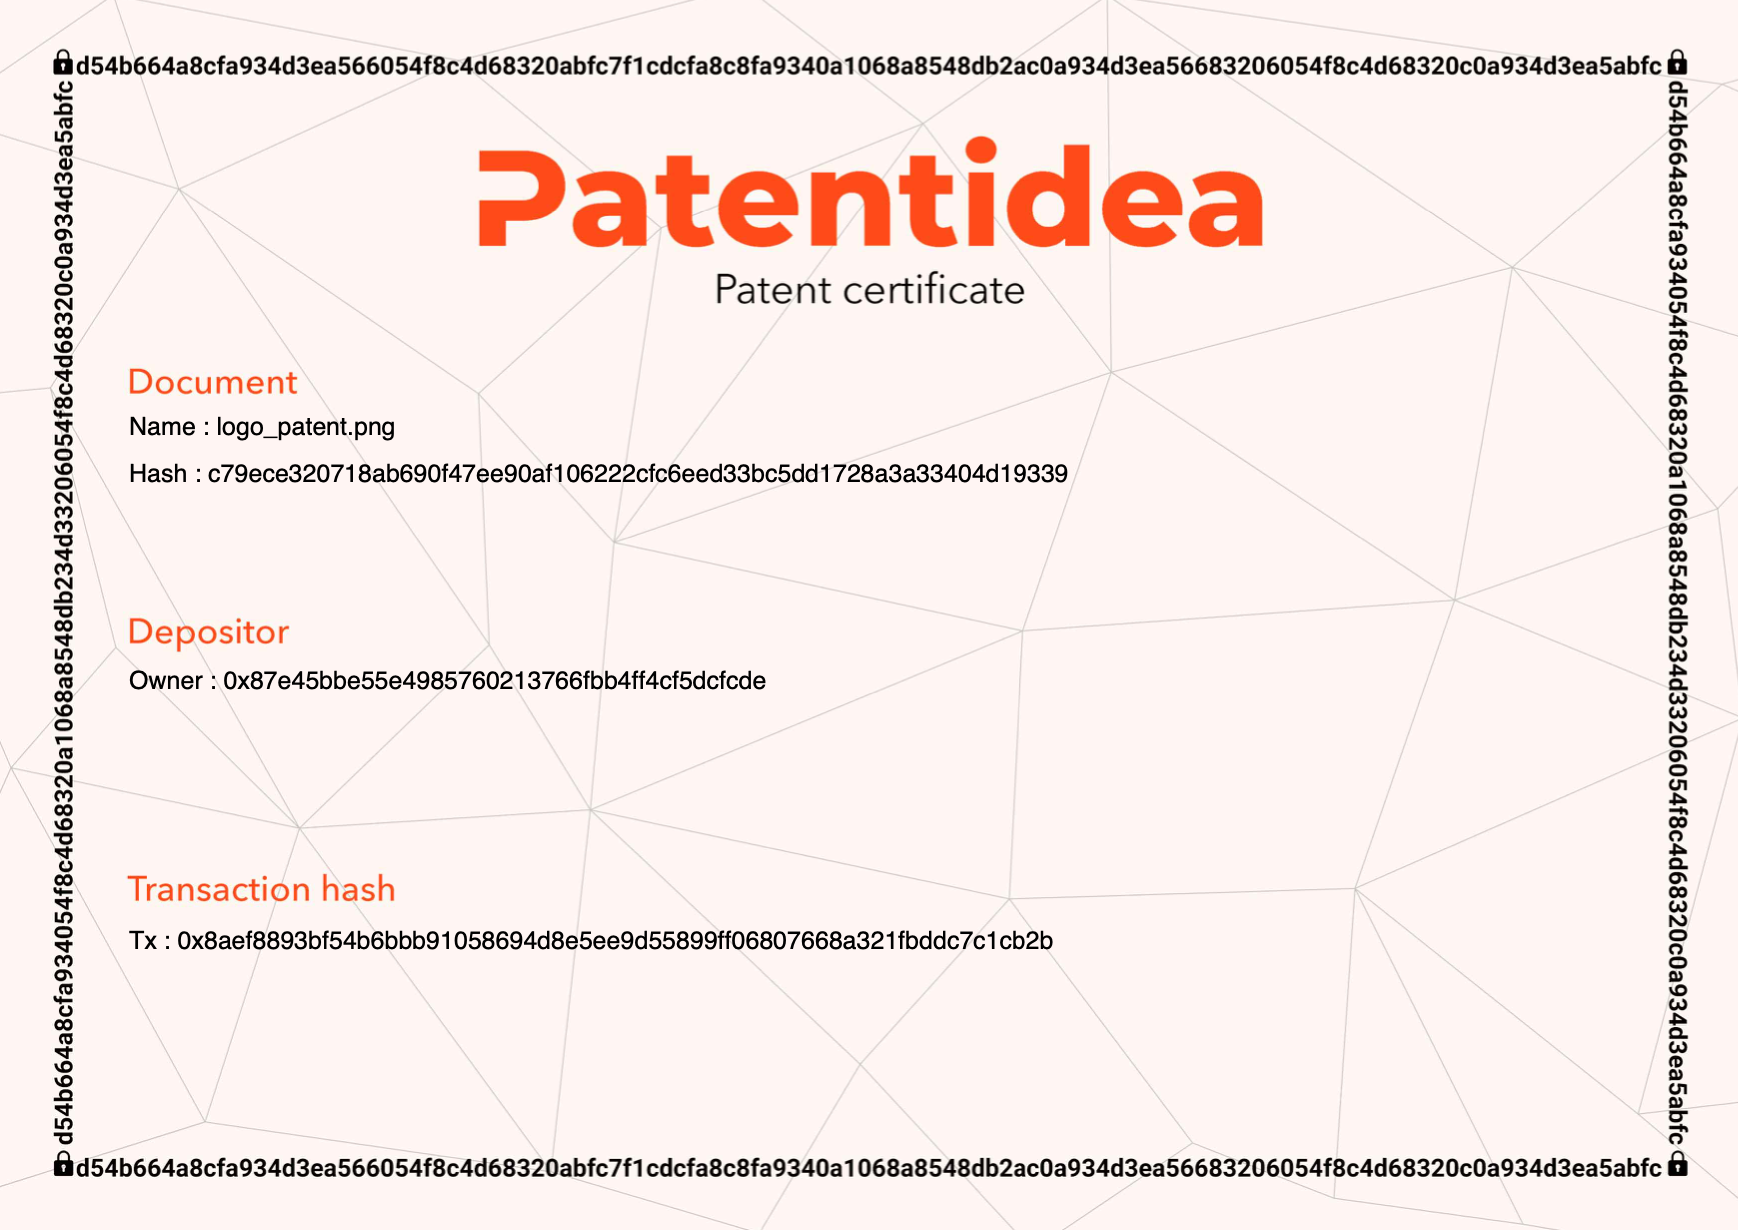 d54b664a8cfa934d3ea566054f8c4d68320abfc7f1cdcfa8c8fa9340a1068a8548db2ac0a934d3ea56683206054f8c4d68320c0a934d3ea5abfc
d54b664a8cfa934054f8c4d68320a1068a8548db234d33206054f8c4d68320c0a934d3ea5abfc
d54b664a8cfa934054f8c4d68320a1068a8548db234d33206054f8c4d68320c0a934d3ea5abfc
Patentidea
Patent certificate
Document
Name : logo_patent.png
Hash : c79ece320718ab690f47ee90af106222cfc6eed33bc5dd1728a3a33404d19339
Depositor
Owner : 0x87e45bbe55e4985760213766fbb4ff4cf5dcfcde
Transaction hash
Tx : 0x8aef8893bf54b6bbb91058694d8e5ee9d55899ff06807668a321fbddc7c1cb2b
d54b664a8cfa934d3ea566054f8c4d68320abfc7f1cdcfa8c8fa9340a1068a8548db2ac0a934d3ea56683206054f8c4d68320c0a934d3ea5abfc